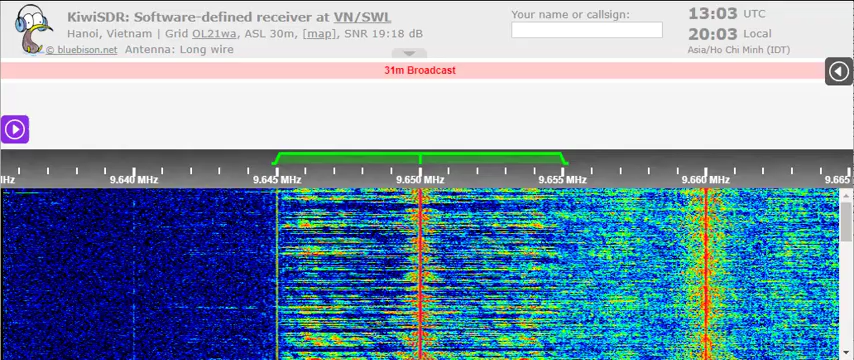 KiwiSDR: Software-defined receiver at VN/SWL
Hanoi, Vietnam | Grid OL21wa, ASL 30m, [map], SNR 19:18 dB
© bluebison.net Antenna: Long wire
Your name or callsign:
13:03 UTC
20:03 Local
Asia/Ho Chi Minh (IDT)
31m Broadcast
Hz 9.640 MHz 9.645 MHz 9.650 MHz 9.655 MHz 9.660 MHz 9.665